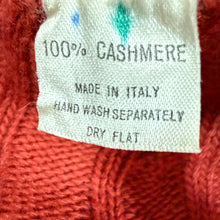 100% CASHMERE
MADE IN ITALY
HAND WASH SEPARATELY
DRY FLAT